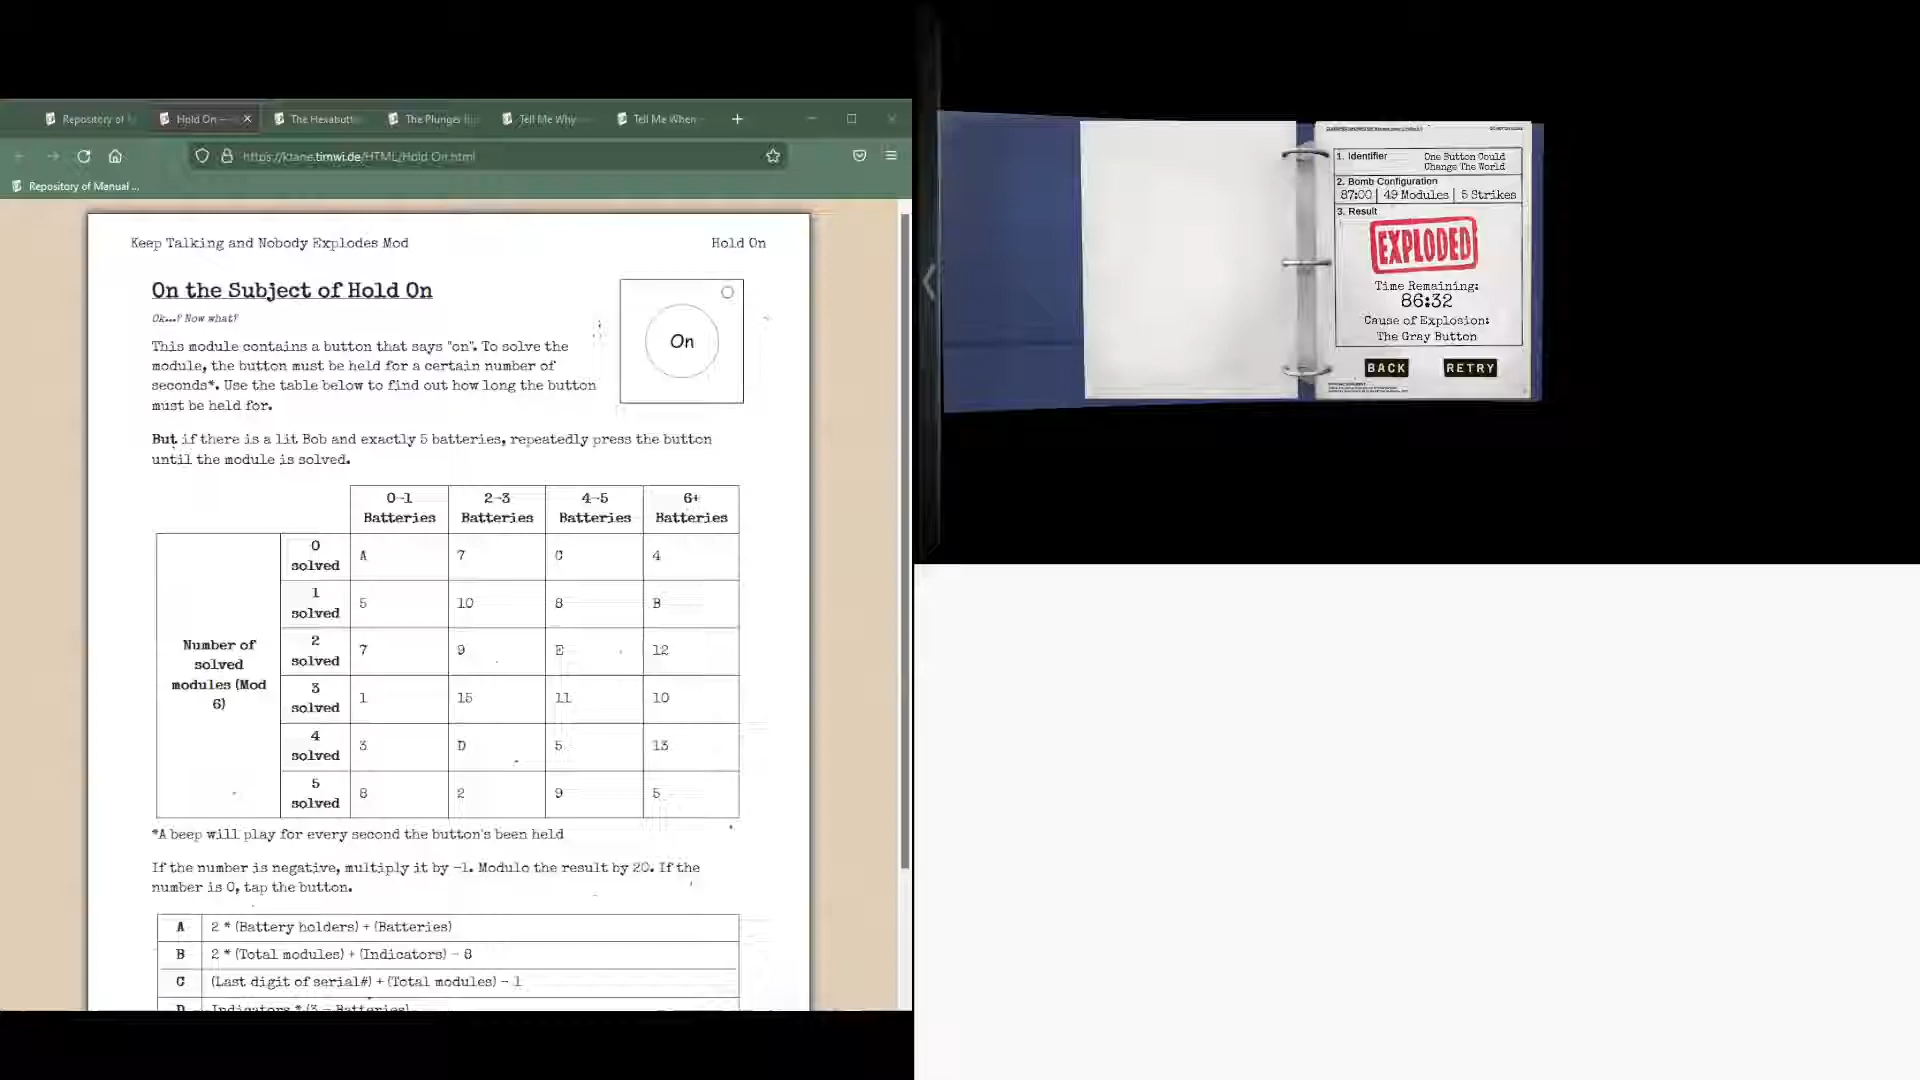 Repository of
Hold On —
The Hexabutt
The Plunger
Tell Me Why
Tell Me When
https://ktane.timwi.de/HTML/Hold On.html
Repository of Manual ...
Keep Talking and Nobody Explodes Mod
Hold On
On the Subject of Hold On
Ok...? Now what?
On
This module contains a button that says "on". To solve the
module, the button must be held for a certain number of
seconds*. Use the table below to find out how long the button
must be held for.
But if there is a lit Bob and exactly 5 batteries, repeatedly press the button
until the module is solved.
0-1 Batteries 2-3 Batteries 4-5 Batteries 6+ Batteries
Number of solved modules (Mod 6)
0 solved A 7 C 4
1 solved 5 10 8 B
2 solved 7 9 E 12
3 solved 1 15 11 10
4 solved 3 D 5 13
5 solved 8 2 9 5
*A beep will play for every second the button's been held
If the number is negative, multiply it by -1. Modulo the result by 20. If the
number is 0, tap the button.
A 2 * (Battery holders) + (Batteries)
B 2 * (Total modules) + (Indicators) - 8
C (Last digit of serial#) + (Total modules) - 1
D Indicators * (3 - Batteries)
1. Identifier
One Button Could
Change The World
2. Bomb Configuration
87:00 | 49 Modules | 5 Strikes
3. Result
EXPLODED
Time Remaining:
86:32
Cause of Explosion:
The Gray Button
BACK
RETRY